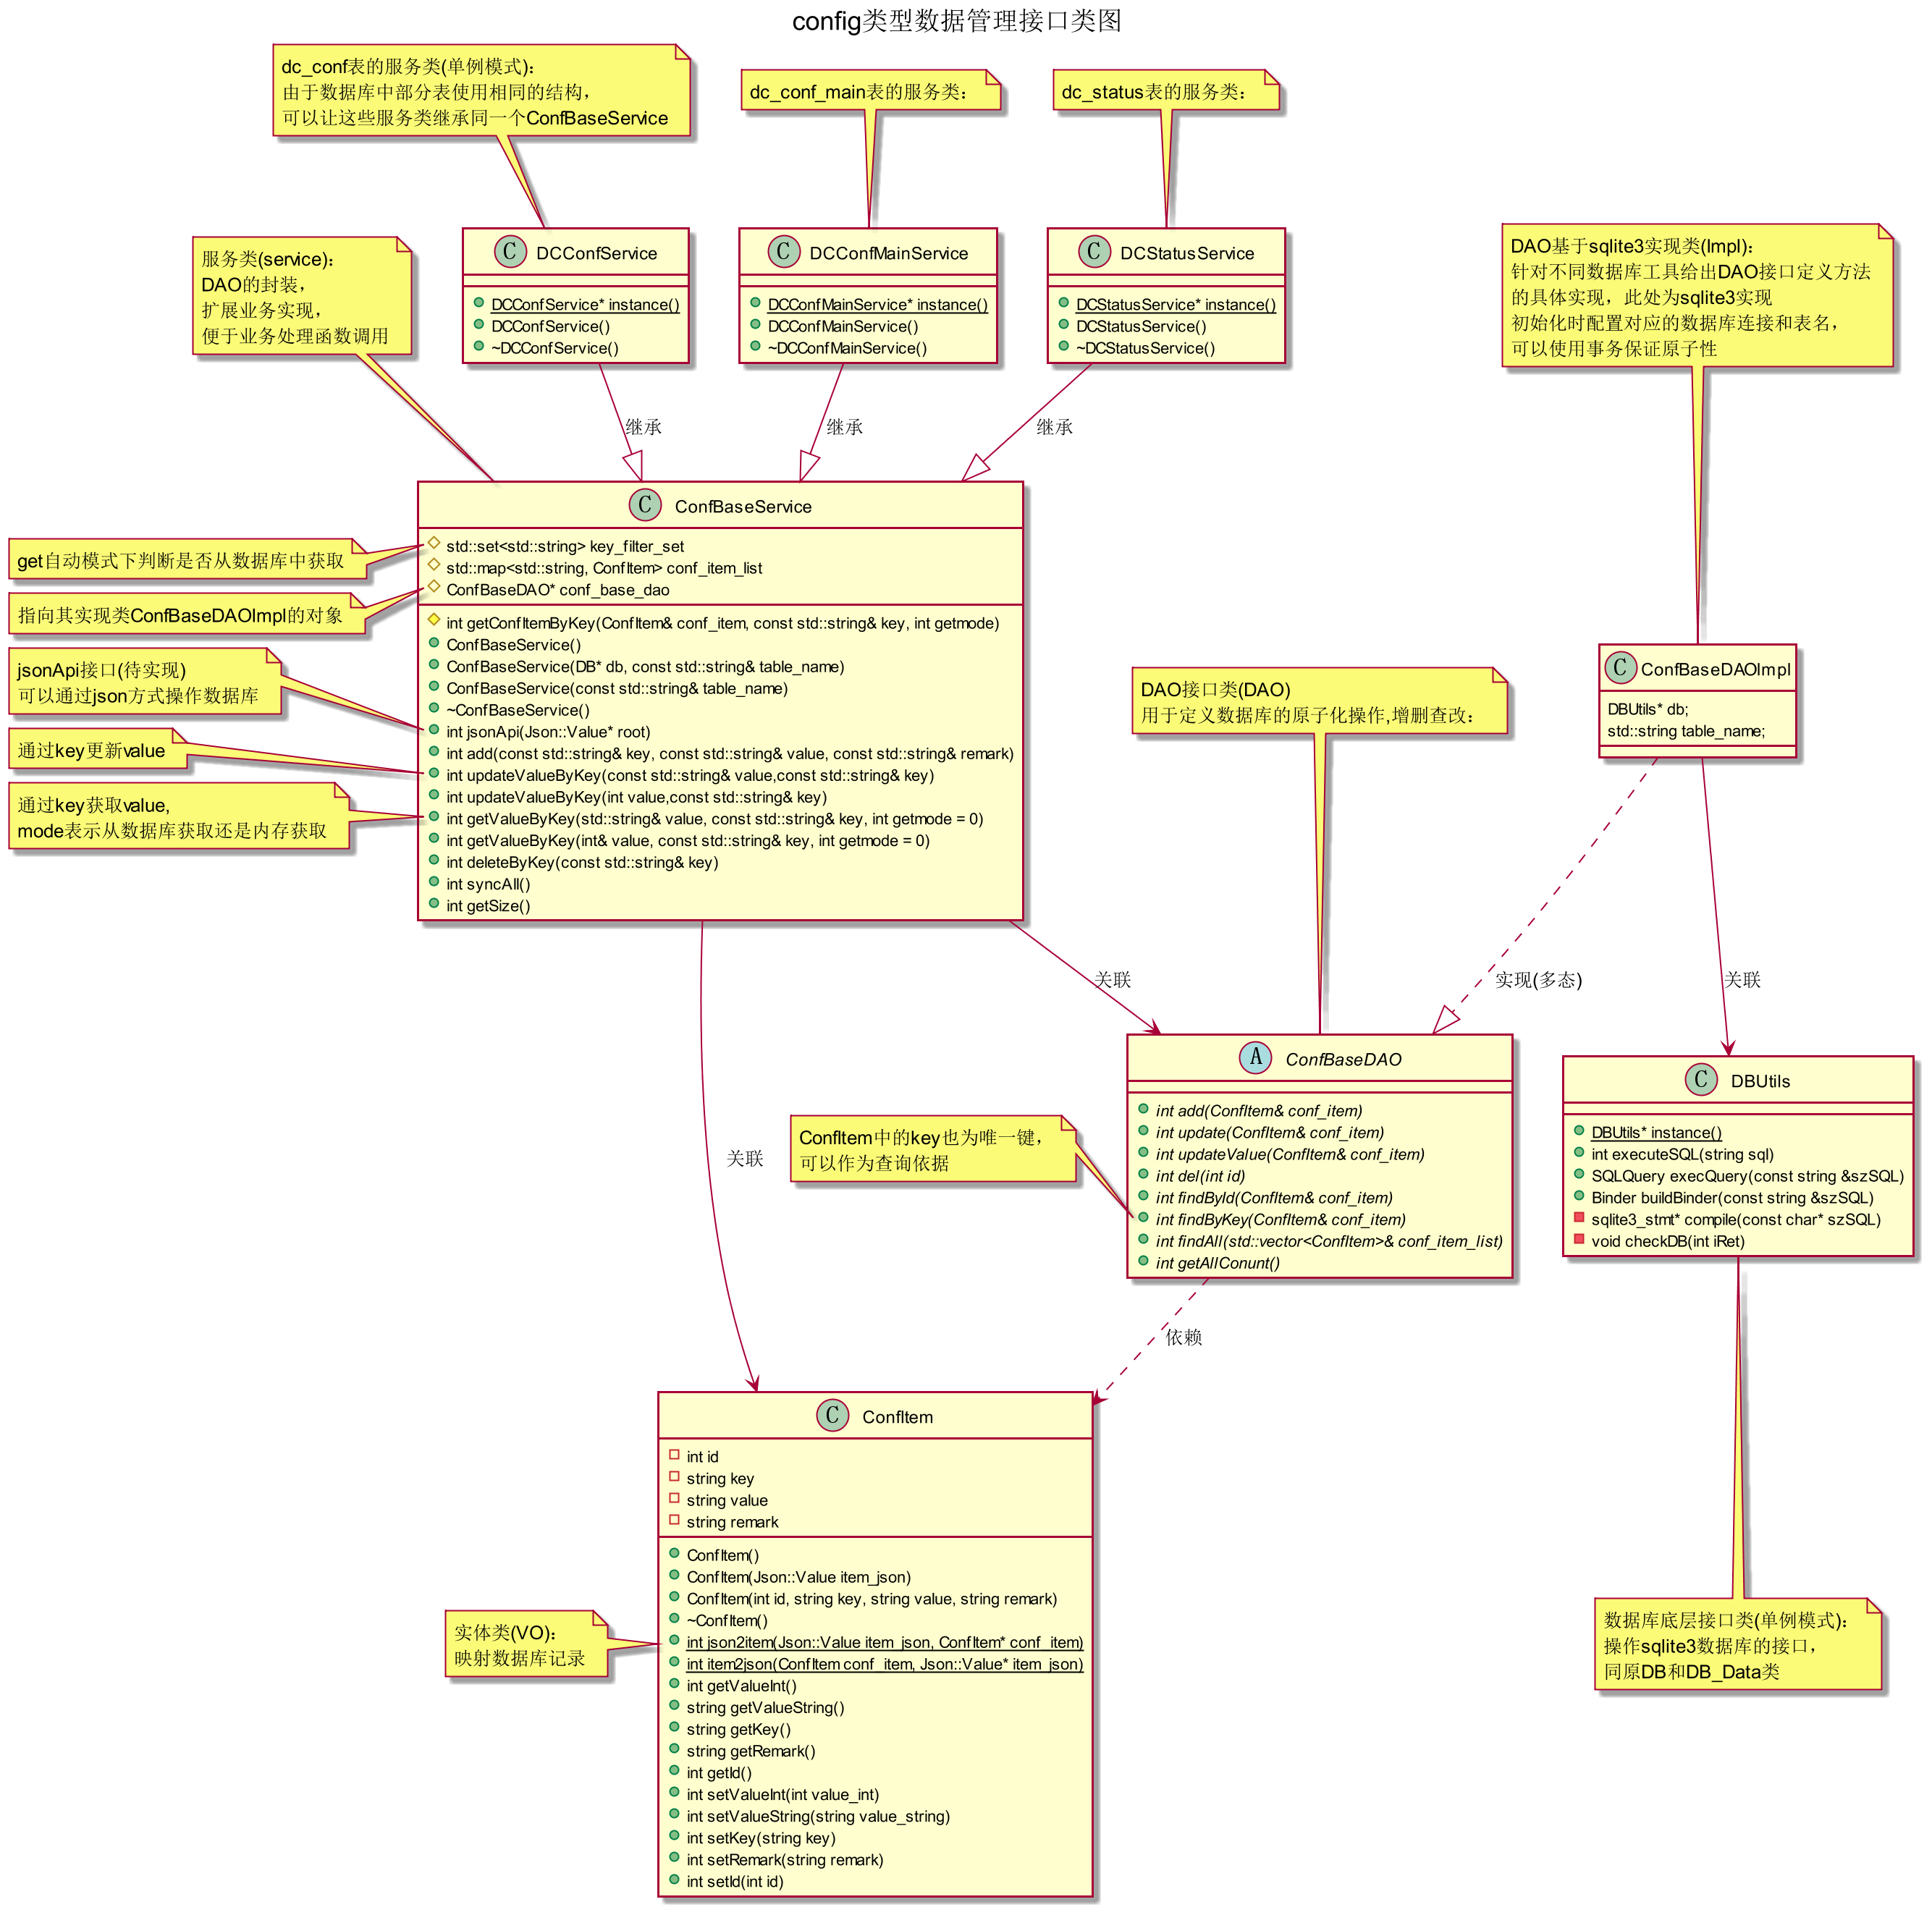 config类型数据管理接口类图
dc_conf表的服务类(单例模式)：
由于数据库中部分表使用相同的结构，
可以让这些服务类继承同一个ConfBaseService
dc_conf_main表的服务类：
dc_status表的服务类：
服务类(service)：
DAO的封装，
扩展业务实现，
便于业务处理函数调用
C DCConfService
DCConfService* instance()
DCConfService()
~DCConfService()
C DCConfMainService
DCConfMainService* instance()
DCConfMainService()
~DCConfMainService()
C DCStatusService
DCStatusService* instance()
DCStatusService()
~DCStatusService()
DAO基于sqlite3实现类(Impl)：
针对不同数据库工具给出DAO接口定义方法
的具体实现，此处为sqlite3实现
初始化时配置对应的数据库连接和表名，
可以使用事务保证原子性
继承
继承
继承
C ConfBaseService
std::set<std::string> key_filter_set
std::map<std::string, ConfItem> conf_item_list
ConfBaseDAO* conf_base_dao
int getConfItemByKey(ConfItem& conf_item, const std::string& key, int getmode)
ConfBaseService()
ConfBaseService(DB* db, const std::string& table_name)
ConfBaseService(const std::string& table_name)
~ConfBaseService()
int jsonApi(Json::Value* root)
int add(const std::string& key, const std::string& value, const std::string& remark)
int updateValueByKey(const std::string& value,const std::string& key)
int updateValueByKey(int value,const std::string& key)
int getValueByKey(std::string& value, const std::string& key, int getmode = 0)
int getValueByKey(int& value, const std::string& key, int getmode = 0)
int deleteByKey(const std::string& key)
int syncAll()
int getSize()
get自动模式下判断是否从数据库中获取
指向其实现类ConfBaseDAOImpl的对象
jsonApi接口(待实现)
可以通过json方式操作数据库
通过key更新value
通过key获取value,
mode表示从数据库获取还是内存获取
DAO接口类(DAO)
用于定义数据库的原子化操作,增删查改：
C ConfBaseDAOImpl
DBUtils* db;
std::string table_name;
关联
实现(多态)
关联
A ConfBaseDAO
int add(ConfItem& conf_item)
int update(ConfItem& conf_item)
int updateValue(ConfItem& conf_item)
int del(int id)
int findById(ConfItem& conf_item)
int findByKey(ConfItem& conf_item)
int findAll(std::vector<ConfItem>& conf_item_list)
int getAllConunt()
ConfItem中的key也为唯一键，
可以作为查询依据
C DBUtils
DBUtils* instance()
int executeSQL(string sql)
SQLQuery execQuery(const string &szSQL)
Binder buildBinder(const string &szSQL)
sqlite3_stmt* compile(const char* szSQL)
void checkDB(int iRet)
关联
依赖
C ConfItem
int id
string key
string value
string remark
ConfItem()
ConfItem(Json::Value item_json)
ConfItem(int id, string key, string value, string remark)
~ConfItem()
int json2item(Json::Value item_json, ConfItem* conf_item)
int item2json(ConfItem conf_item, Json::Value* item_json)
int getValueInt()
string getValueString()
string getKey()
string getRemark()
int getId()
int setValueInt(int value_int)
int setValueString(string value_string)
int setKey(string key)
int setRemark(string remark)
int setId(int id)
实体类(VO)：
映射数据库记录
数据库底层接口类(单例模式)：
操作sqlite3数据库的接口，
同原DB和DB_Data类